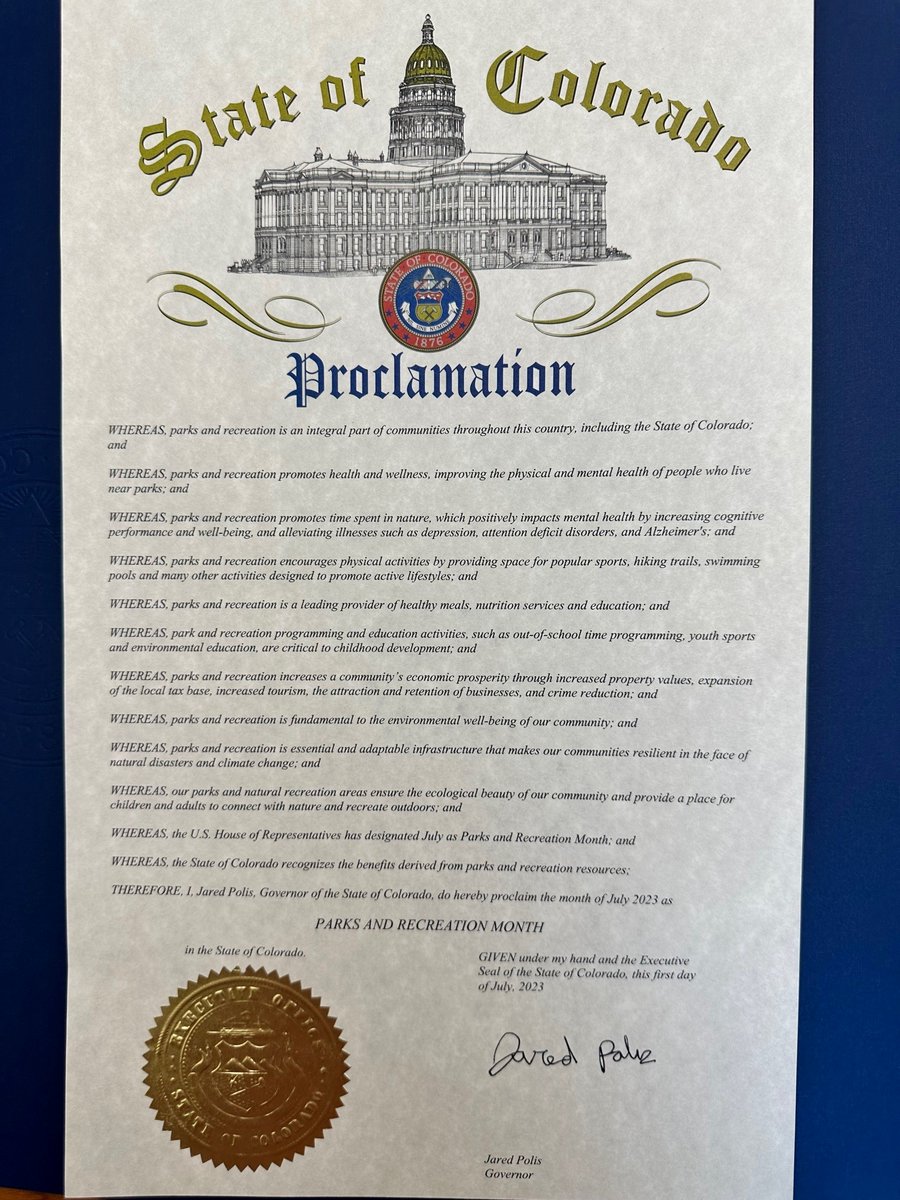 State of Colorado
STATE OF COLORADO
NIL SINE NUMINE
1876
Proclamation
WHEREAS, parks and recreation is an integral part of communities throughout this country, including the State of Colorado;
and
WHEREAS, parks and recreation promotes health and wellness, improving the physical and mental health of people who live
near parks; and
WHEREAS, parks and recreation promotes time spent in nature, which positively impacts mental health by increasing cognitive
performance and well-being, and alleviating illnesses such as depression, attention deficit disorders, and Alzheimer's; and
WHEREAS, parks and recreation encourages physical activities by providing space for popular sports, hiking trails, swimming
pools and many other activities designed to promote active lifestyles; and
WHEREAS, parks and recreation is a leading provider of healthy meals, nutrition services and education; and
WHEREAS, park and recreation programming and education activities, such as out-of-school time programming, youth sports
and environmental education, are critical to childhood development; and
WHEREAS, parks and recreation increases a community's economic prosperity through increased property values, expansion
of the local tax base, increased tourism, the attraction and retention of businesses, and crime reduction; and
WHEREAS, parks and recreation is fundamental to the environmental well-being of our community; and
WHEREAS, parks and recreation is essential and adaptable infrastructure that makes our communities resilient in the face of
natural disasters and climate change; and
WHEREAS, our parks and natural recreation areas ensure the ecological beauty of our community and provide a place for
children and adults to connect with nature and recreate outdoors; and
WHEREAS, the U.S. House of Representatives has designated July as Parks and Recreation Month; and
WHEREAS, the State of Colorado recognizes the benefits derived from parks and recreation resources;
THEREFORE, I, Jared Polis, Governor of the State of Colorado, do hereby proclaim the month of July 2023 as
PARKS AND RECREATION MONTH
in the State of Colorado.
GIVEN under my hand and the Executive
Seal of the State of Colorado, this first day
of July, 2023
EXECUTIVE OFFICE
STATE OF COLORADO
Jared Polis
Jared Polis
Governor